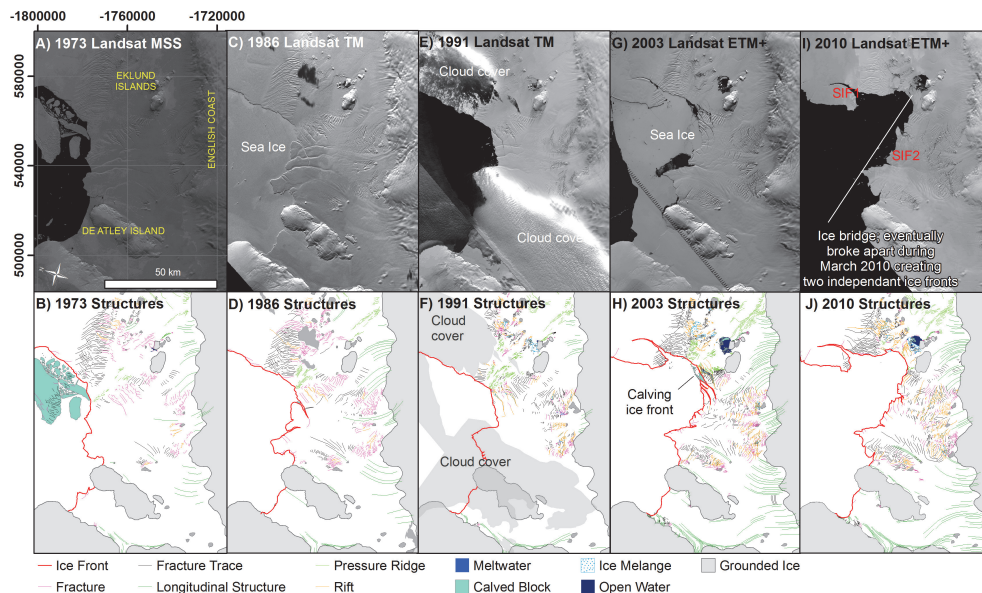 -1800000 -1760000 -1720000
A) 1973 Landsat MSS
C) 1986 Landsat TM
E) 1991 Landsat TM
G) 2003 Landsat ETM+
I) 2010 Landsat ETM+
580000
540000
500000
EKLUND
ISLANDS
ENGLISH COAST
DE ATLEY ISLAND
50 km
Sea Ice
Cloud cover
Cloud cover
Sea Ice
SIF1
SIF2
Ice bridge, eventually
broke apart during
March 2010 creating
two independant ice fronts
B) 1973 Structures
D) 1986 Structures
F) 1991 Structures
H) 2003 Structures
J) 2010 Structures
Cloud
cover
Cloud cover
Calving
ice front
Ice Front Fracture Trace Pressure Ridge Meltwater Ice Melange Grounded Ice
Fracture Longitudinal Structure Rift Calved Block Open Water